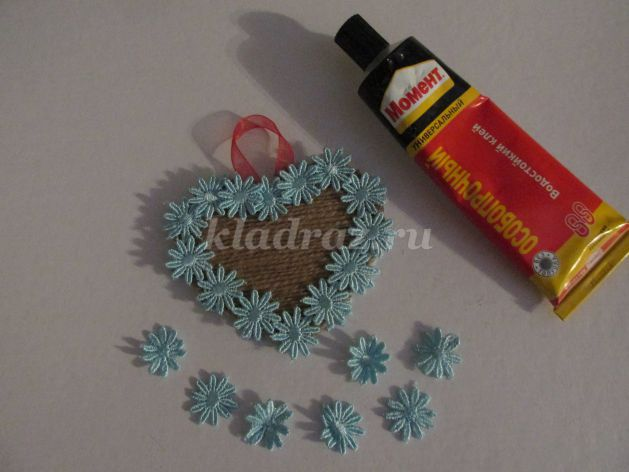 Момент
УНИВЕРСАЛЬНЫЙ
ОСОБОПРОЧНЫЙ
Водостойкий клей
kladraz.ru